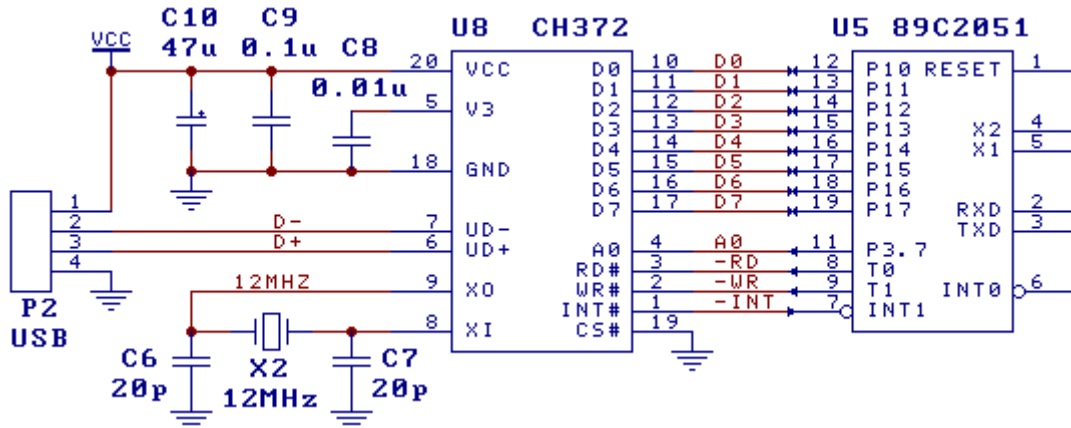 C10 C9 U8 CH372 U5 89C2051
VCC 47u 0.1u C8
20 VCC D0 10 D0 12 P10 RESET 1
0.01u D1 11 D1 13 P11
5 V3 D2 12 D2 14 P12
D3 13 D3 15 P13 X2 4
D4 14 D4 16 P14 X1 5
18 GND D5 15 D5 17 P15
D6 16 D6 18 P16
1 D7 17 D7 19 P17 RXD 2
2 D- 7 UD- TXD 3
3 D+ 6 UD+ A0 4 A0 11 P3.7
4 RD# 3 -RD 8 T0
12MHZ 9 XO WR# 2 -WR 9 T1 INT0 6
P2 INT# 1 -INT 7 INT1
USB 8 XI CS# 19
C6 X2 C7
20p 12MHz 20p